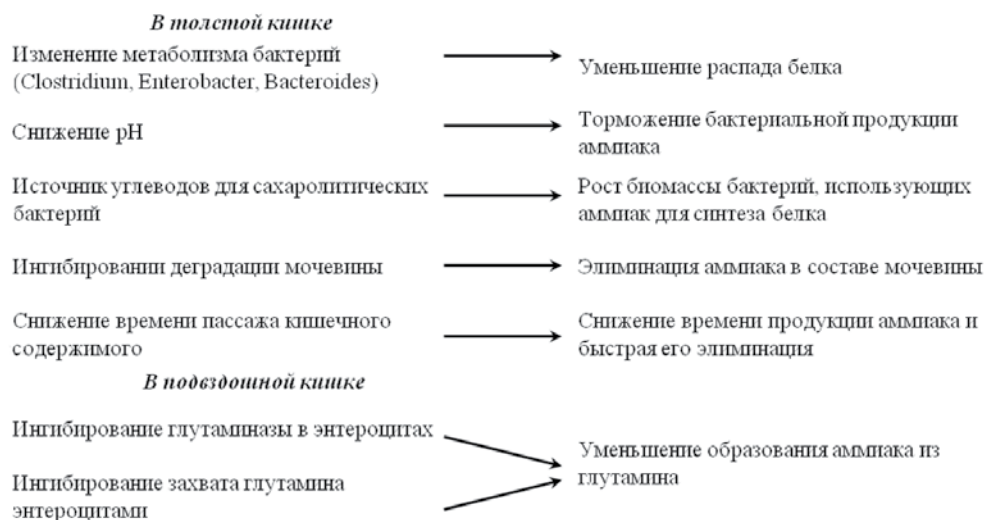 В толстой кишке
Изменение метаболизма бактерий
(Clostridium, Enterobacter, Bacteroides)
Уменьшение распада белка
Снижение pH
Торможение бактериальной продукции
аммиака
Источник углеводов для сахаролитических
бактерий
Рост биомассы бактерий, использующих
аммиак для синтеза белка
Ингибировании деградации мочевины
Элиминация аммиака в составе мочевины
Снижение времени пассажа кишечного
содержимого
Снижение времени продукции аммиака и
быстрая его элиминация
В подвздошной кишке
Ингибирование глутаминазы в энтероцитах
Ингибирование захвата глутамина
энтероцитами
Уменьшение образования аммиака из
глутамина